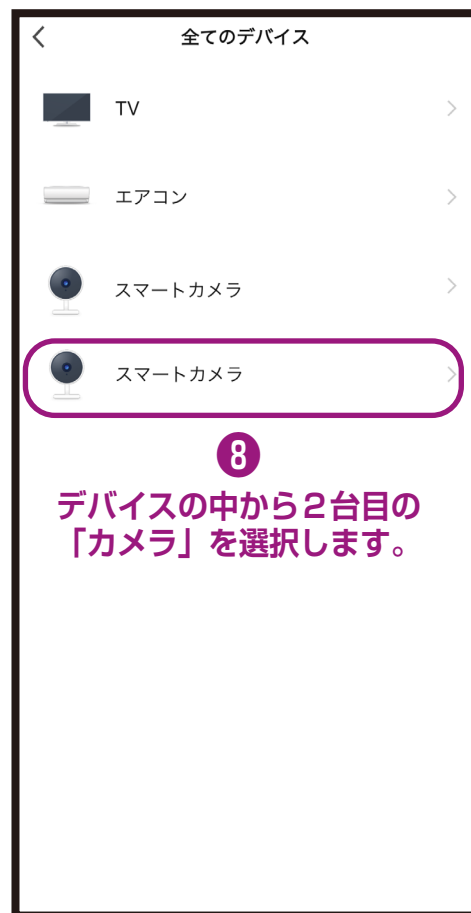 全てのデバイス
TV
エアコン
スマートカメラ
スマートカメラ
❽
デバイスの中から２台目の
「カメラ」を選択します。